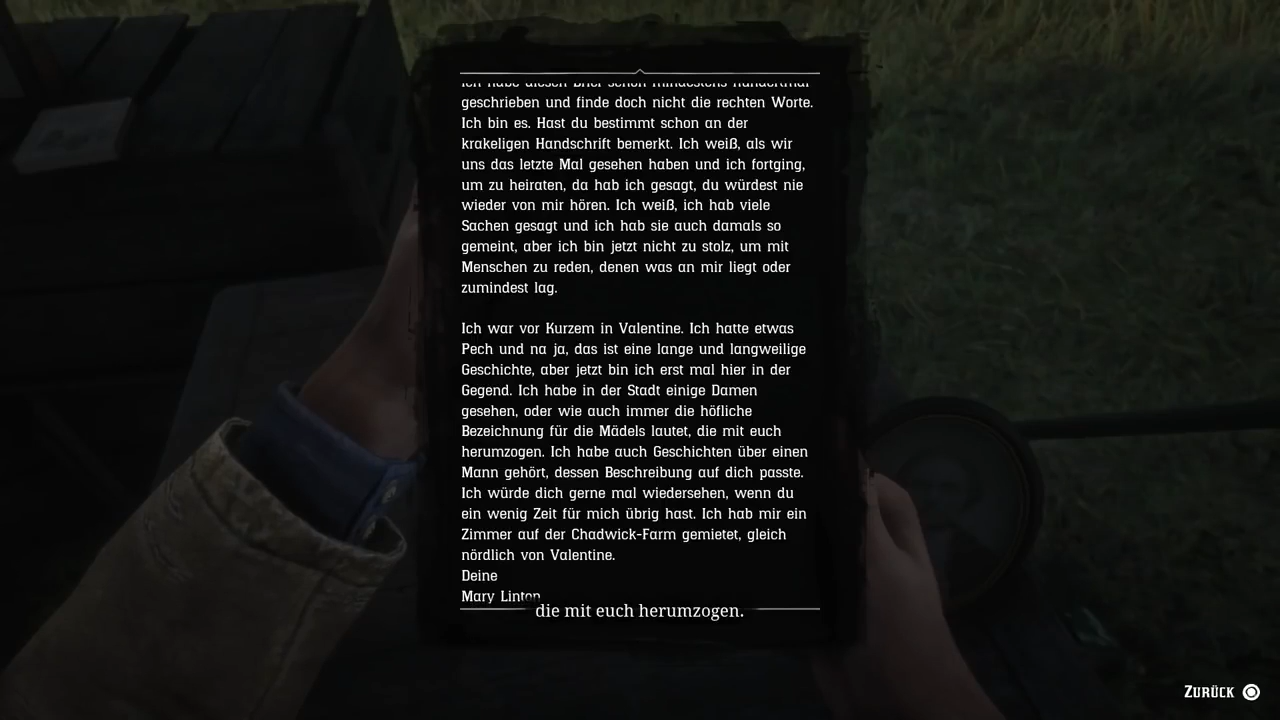 Ich habe diesen Brief schon mindestens hundertmal
geschrieben und finde doch nicht die rechten Worte.
Ich bin es. Hast du bestimmt schon an der
krakeligen Handschrift bemerkt. Ich weiß, als wir
uns das letzte Mal gesehen haben und ich fortging,
um zu heiraten, da hab ich gesagt, du würdest nie
wieder von mir hören. Ich weiß, ich hab viele
Sachen gesagt und ich hab sie auch damals so
gemeint, aber ich bin jetzt nicht zu stolz, um mit
Menschen zu reden, denen was an mir liegt oder
zumindest lag.
Ich war vor Kurzem in Valentine. Ich hatte etwas
Pech und na ja, das ist eine lange und langweilige
Geschichte, aber jetzt bin ich erst mal hier in der
Gegend. Ich habe in der Stadt einige Damen
gesehen, oder wie auch immer die höfliche
Bezeichnung für die Mädels lautet, die mit euch
herumzogen. Ich habe auch Geschichten über einen
Mann gehört, dessen Beschreibung auf dich passte.
Ich würde dich gerne mal wiedersehen, wenn du
ein wenig Zeit für mich übrig hast. Ich hab mir ein
Zimmer auf der Chadwick-Farm gemietet, gleich
nördlich von Valentine.
Deine
Mary Linton
die mit euch herumzogen.
Zurück